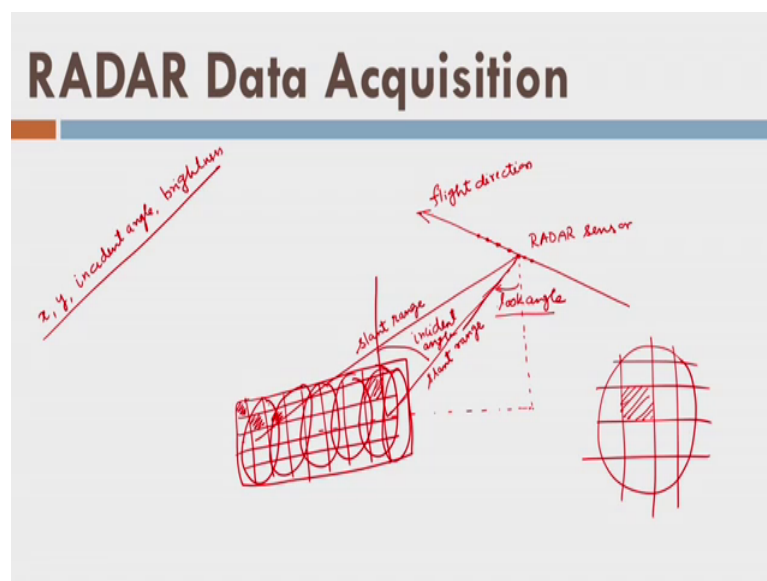 RADAR Data Acquisition
x, y, incident angle, brightness
flight direction
RADAR sensor
look angle
slant range
incident
angle
slant range